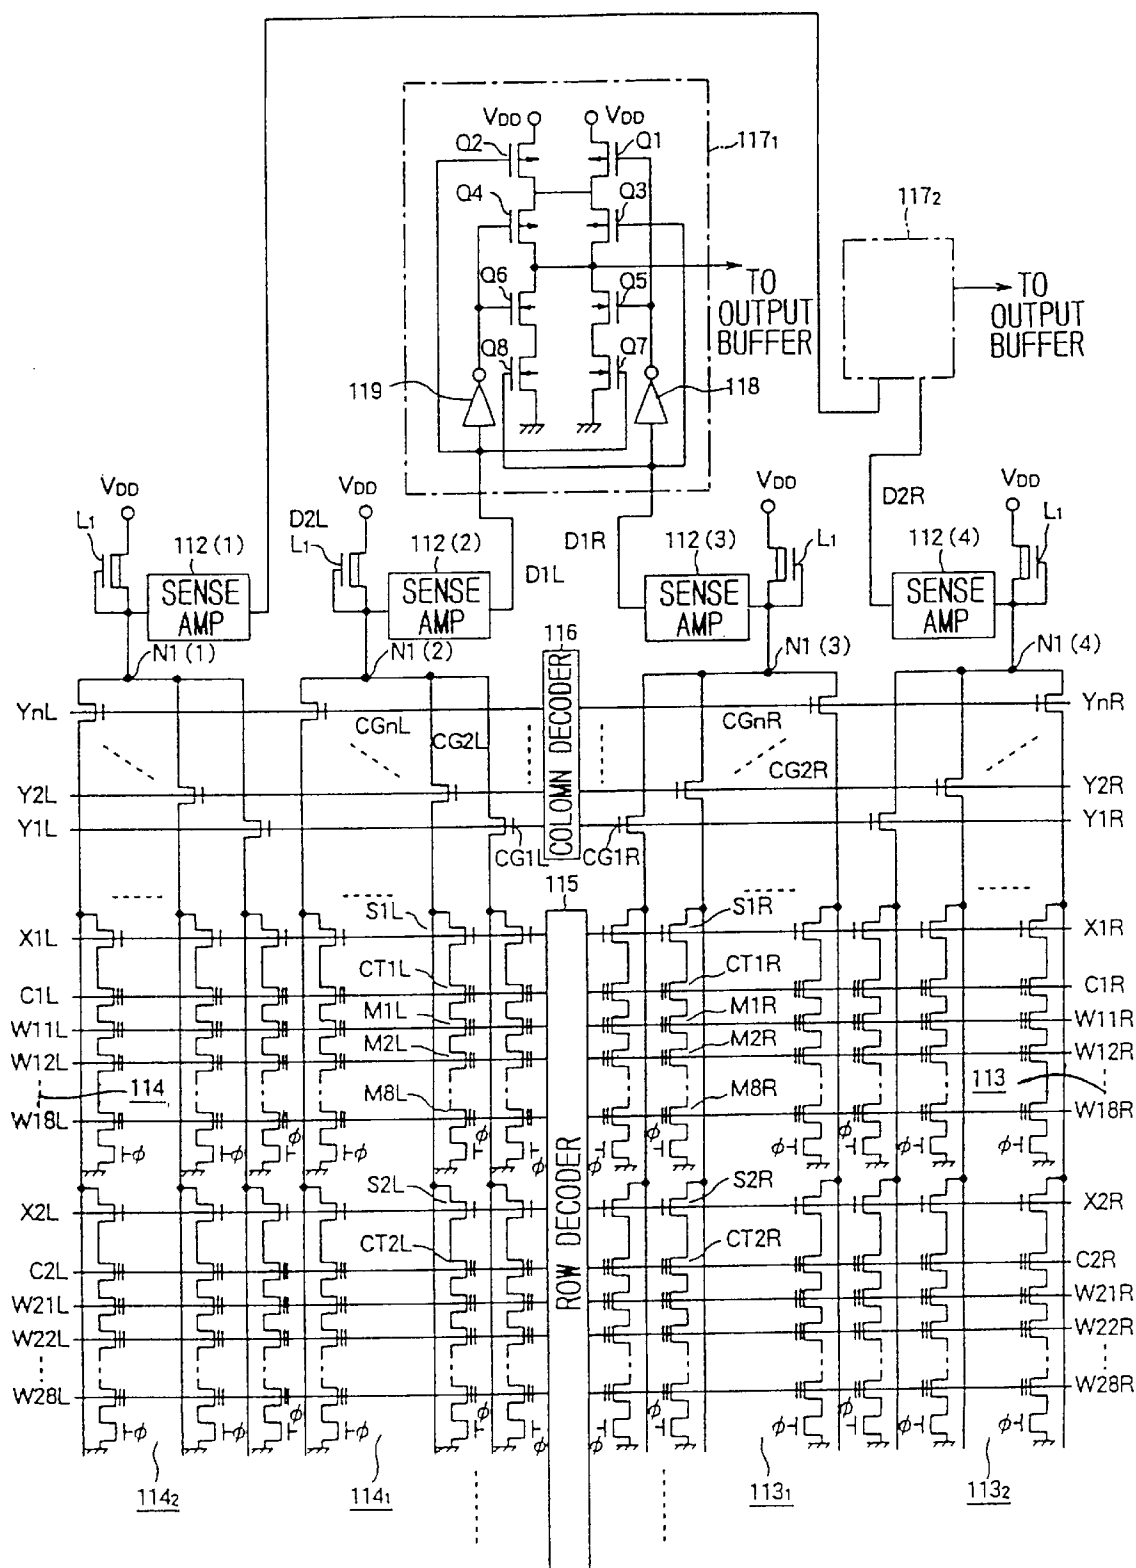 VDD VDD
Q2 Q1
117₁
Q4 Q3
117₂
Q6 Q5
TO
OUTPUT
BUFFER
TO
OUTPUT
BUFFER
Q8 Q7
119 118
VDD VDD VDD VDD
L1 D2L L1 D1R L1 D2R L1
112(1) 112(2) 112(3) 112(4)
D1L
SENSE
AMP
SENSE
AMP
SENSE
AMP
SENSE
AMP
116
N1(1) N1(2) N1(3) N1(4)
COLOMN DECODER
YnL CGnL CGnR YnR
CG2L CG2R
Y2L Y2R
Y1L Y1R
CG1L CG1R
115
ROW DECODER
S1L S1R
X1L X1R
CT1L CT1R
C1L C1R
M1L M1R
W11L W11R
M2L M2R
W12L W12R
114 113
M8L M8R
W18L W18R
ϕ ϕ ϕ ϕ ϕ ϕ ϕ ϕ ϕ ϕ ϕ ϕ
S2L S2R
X2L X2R
CT2L CT2R
C2L C2R
W21L W21R
W22L W22R
W28L W28R
ϕ ϕ ϕ ϕ ϕ ϕ ϕ ϕ ϕ ϕ ϕ ϕ
114₂ 114₁ 113₁ 113₂